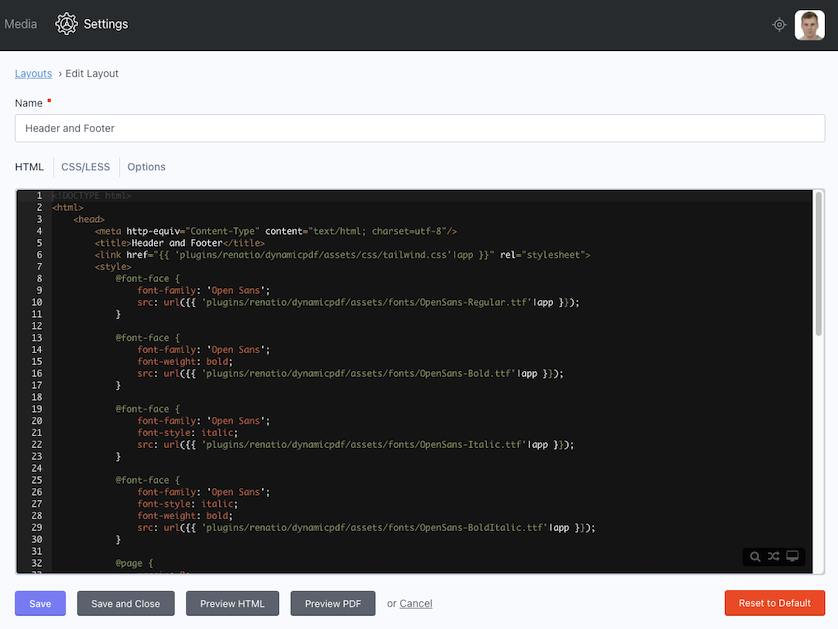 Media Settings
Layouts › Edit Layout
Name *
Header and Footer
HTML CSS/LESS Options
1 <!DOCTYPE html>
2 <html>
3 <head>
4 <meta http-equiv="Content-Type" content="text/html; charset=utf-8"/>
5 <title>Header and Footer</title>
6 <link href="{{ 'plugins/renatio/dynamicpdf/assets/css/tailwind.css'|app }}" rel="stylesheet">
7 <style>
8 @font-face {
9 font-family: 'Open Sans';
10 src: url({{ 'plugins/renatio/dynamicpdf/assets/fonts/OpenSans-Regular.ttf'|app }});
11 }
12
13 @font-face {
14 font-family: 'Open Sans';
15 font-weight: bold;
16 src: url({{ 'plugins/renatio/dynamicpdf/assets/fonts/OpenSans-Bold.ttf'|app }});
17 }
18
19 @font-face {
20 font-family: 'Open Sans';
21 font-style: italic;
22 src: url({{ 'plugins/renatio/dynamicpdf/assets/fonts/OpenSans-Italic.ttf'|app }});
23 }
24
25 @font-face {
26 font-family: 'Open Sans';
27 font-style: italic;
28 font-weight: bold;
29 src: url({{ 'plugins/renatio/dynamicpdf/assets/fonts/OpenSans-BoldItalic.ttf'|app }});
30 }
31
32 @page {
Save Save and Close Preview HTML Preview PDF or Cancel Reset to Default